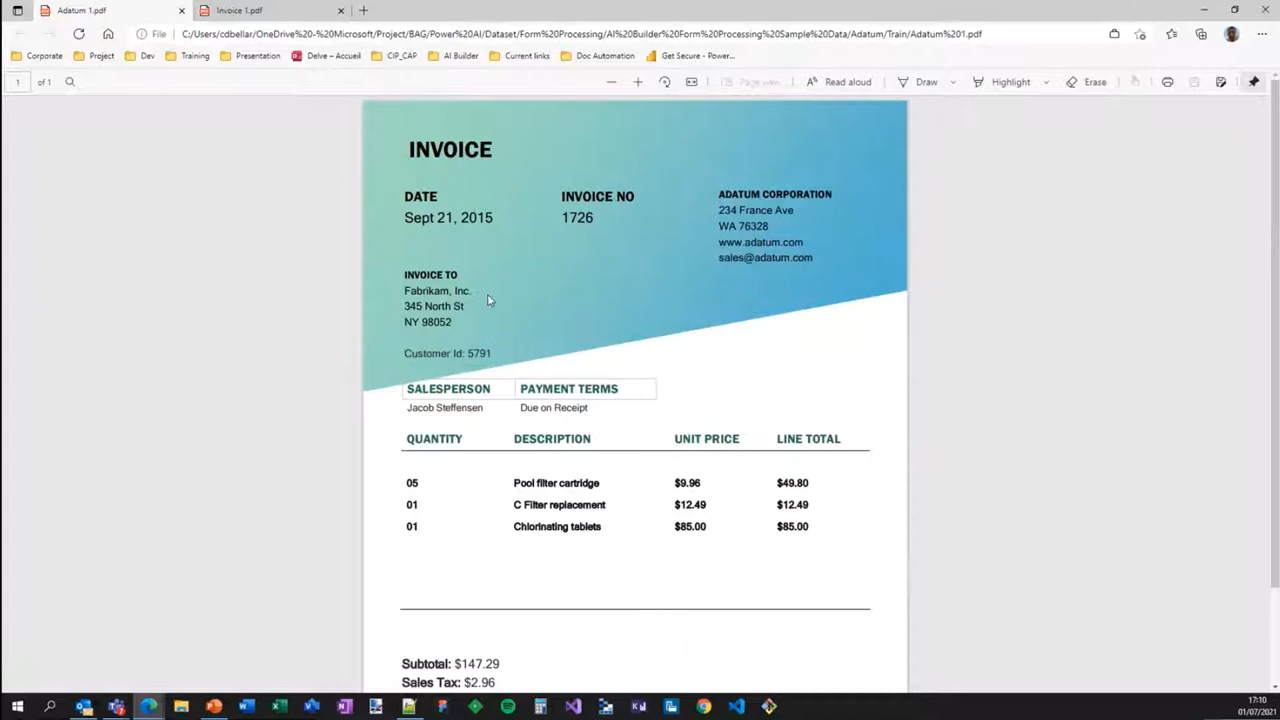 Adatum 1.pdf
Invoice 1.pdf
File
C:/Users/cdbellar/OneDrive%20-%20Microsoft/Project/BAG/Power%20AI/Dataset/Form%20Processing/AI%20Builder%20Form%20Processing%20Sample%20Data/Adatum/Train/Adatum%201.pdf
Corporate
Project
Dev
Training
Presentation
Delve – Accueil
CIP_CAP
AI Builder
Current links
Doc Automation
Get Secure - Power...
1 of 1
Page view
Read aloud
Draw
Highlight
Erase
INVOICE
DATE INVOICE NO
Sept 21, 2015 1726
ADATUM CORPORATION
234 France Ave
WA 76328
www.adatum.com
sales@adatum.com
INVOICE TO
Fabrikam, Inc.
345 North St
NY 98052
Customer Id: 5791
SALESPERSON PAYMENT TERMS
Jacob Steffensen Due on Receipt
QUANTITY DESCRIPTION UNIT PRICE LINE TOTAL
05 Pool filter cartridge $9.96 $49.80
01 C Filter replacement $12.49 $12.49
01 Chlorinating tablets $85.00 $85.00
Subtotal: $147.29
Sales Tax: $2.96
17:10
01/07/2021